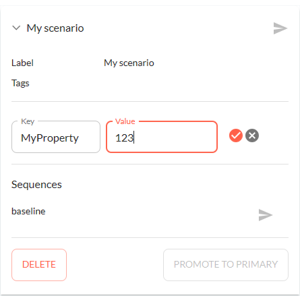 My scenario
Label My scenario
Tags
Key Value
MyProperty 123
Sequences
baseline
DELETE PROMOTE TO PRIMARY